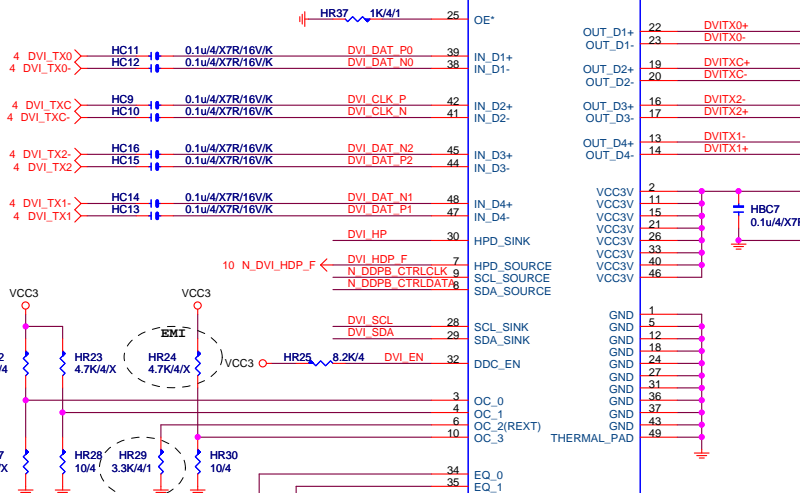 HR37 1K/4/1 25 OE*
22 OUT_D1+ DVITX0+
23 OUT_D1- DVITX0-
4 DVI_TX0 HC11 0.1u/4/X7R/16V/K DVI_DAT_P0 39 IN_D1+
4 DVI_TX0- HC12 0.1u/4/X7R/16V/K DVI_DAT_N0 38 IN_D1-
OUT_D2+ 19 DVITXC+
OUT_D2- 20 DVITXC-
4 DVI_TXC HC9 0.1u/4/X7R/16V/K DVI_CLK_P 42 IN_D2+
4 DVI_TXC- HC10 0.1u/4/X7R/16V/K DVI_CLK_N 41 IN_D2-
OUT_D3+ 16 DVITX2-
OUT_D3- 17 DVITX2+
4 DVI_TX2- HC16 0.1u/4/X7R/16V/K DVI_DAT_N2 45 IN_D3+
4 DVI_TX2 HC15 0.1u/4/X7R/16V/K DVI_DAT_P2 44 IN_D3-
OUT_D4+ 13 DVITX1-
OUT_D4- 14 DVITX1+
4 DVI_TX1- HC14 0.1u/4/X7R/16V/K DVI_DAT_N1 48 IN_D4+
4 DVI_TX1 HC13 0.1u/4/X7R/16V/K DVI_DAT_P1 47 IN_D4-
VCC3V 2
VCC3V 11
VCC3V 15
VCC3V 21
VCC3V 26
VCC3V 33
VCC3V 40
VCC3V 46
HBC7
0.1u/4/X7F
DVI_HP 30 HPD_SINK
10 N_DVI_HDP_F DVI_HDP_F 7 HPD_SOURCE
N_DDPB_CTRLCLK 9 SCL_SOURCE
N_DDPB_CTRLDATA 8 SDA_SOURCE
DVI_SCL 28 SCL_SINK
DVI_SDA 29 SDA_SINK
VCC3 VCC3
EMI
2 HR23 HR24
/4 4.7K/4/X 4.7K/4/X
VCC3 HR25 8.2K/4 DVI_EN 32 DDC_EN
GND 1
GND 5
GND 12
GND 18
GND 24
GND 27
GND 31
GND 36
GND 37
GND 43
THERMAL_PAD 49
3 OC_0
4 OC_1
6 OC_2(REXT)
10 OC_3
7 HR28 HR29 HR30
/X 10/4 3.3K/4/1 10/4
34 EQ_0
35 EQ_1